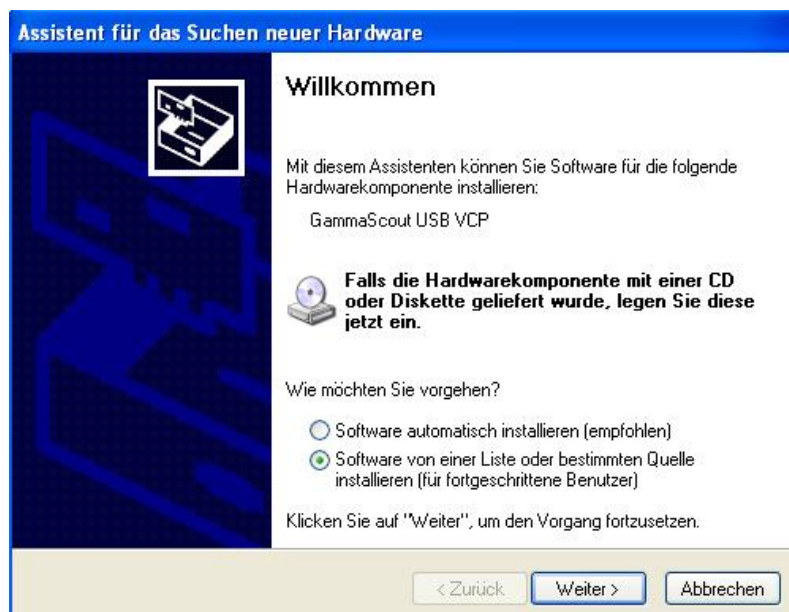 Assistent für das Suchen neuer Hardware
Willkommen
Mit diesem Assistenten können Sie Software für die folgende
Hardwarekomponente installieren:
GammaScout USB VCP
Falls die Hardwarekomponente mit einer CD
oder Diskette geliefert wurde, legen Sie diese
jetzt ein.
Wie möchten Sie vorgehen?
Software automatisch installieren (empfohlen)
Software von einer Liste oder bestimmten Quelle
installieren (für fortgeschrittene Benutzer)
Klicken Sie auf "Weiter", um den Vorgang fortzusetzen.
< Zurück Weiter > Abbrechen